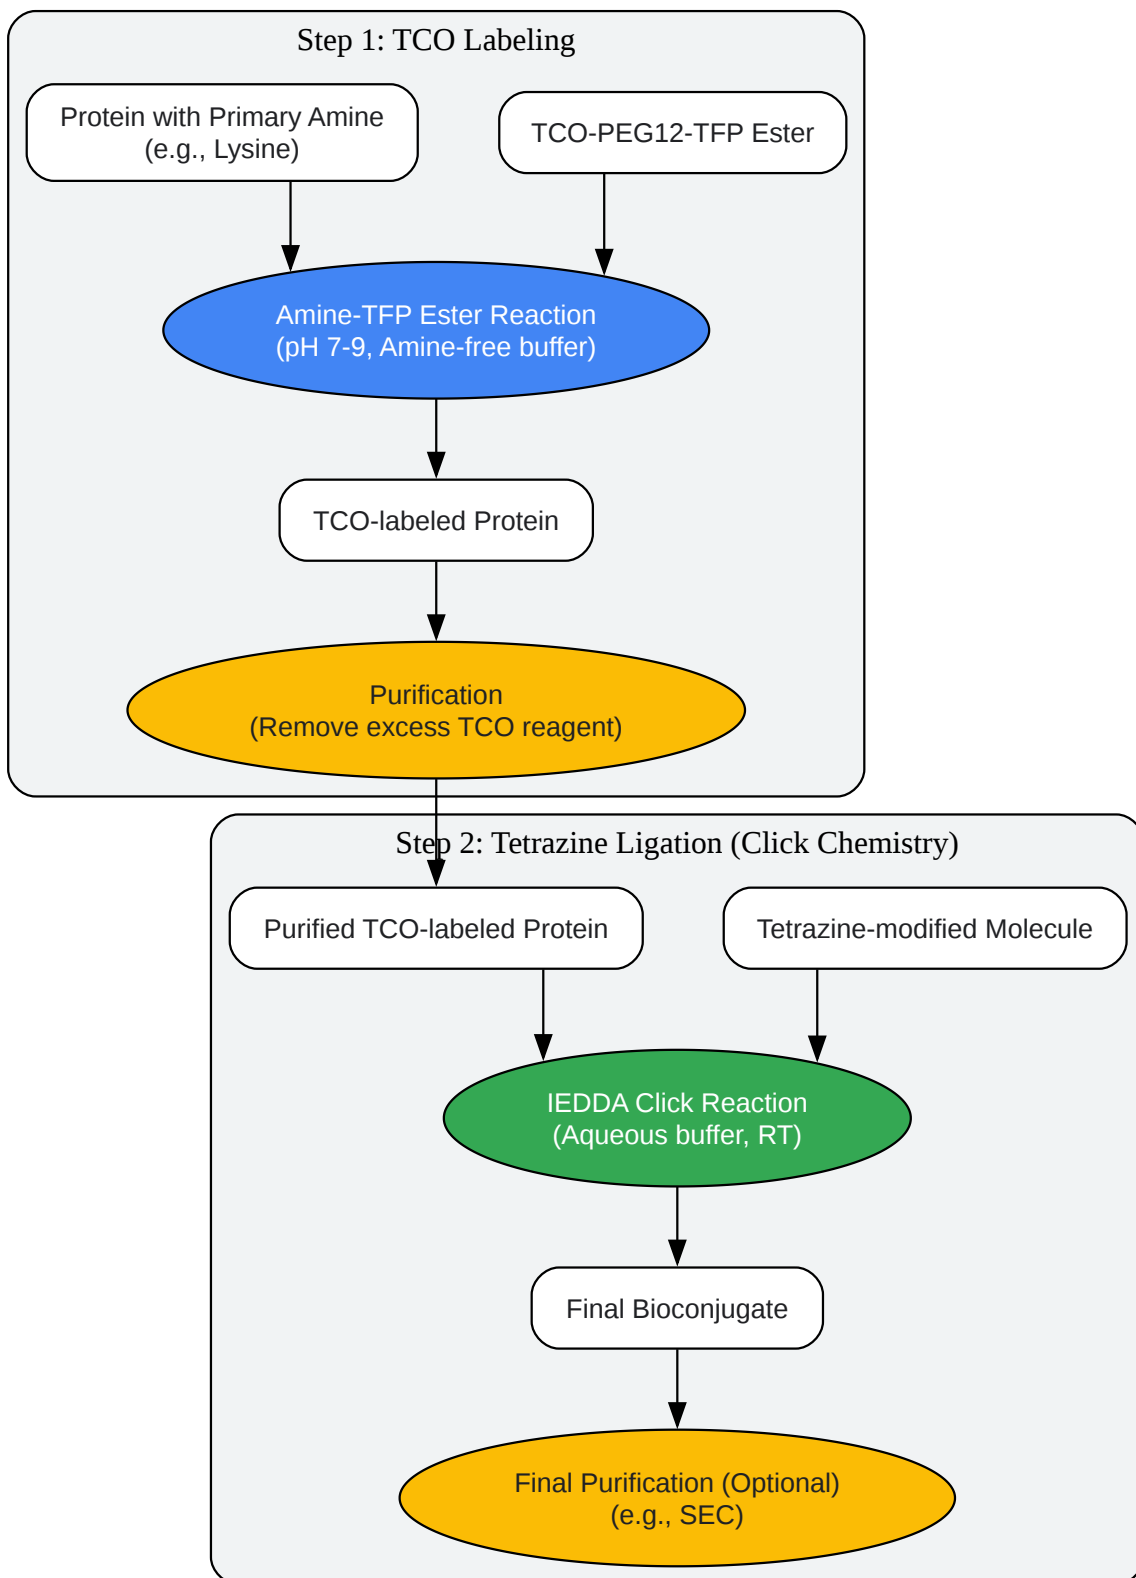 Step 1: TCO Labeling
Protein with Primary Amine
(e.g., Lysine)
TCO-PEG12-TFP Ester
Amine-TFP Ester Reaction
(pH 7-9, Amine-free buffer)
TCO-labeled Protein
Purification
(Remove excess TCO reagent)
Step 2: Tetrazine Ligation (Click Chemistry)
Purified TCO-labeled Protein
Tetrazine-modified Molecule
IEDDA Click Reaction
(Aqueous buffer, RT)
Final Bioconjugate
Final Purification (Optional)
(e.g., SEC)